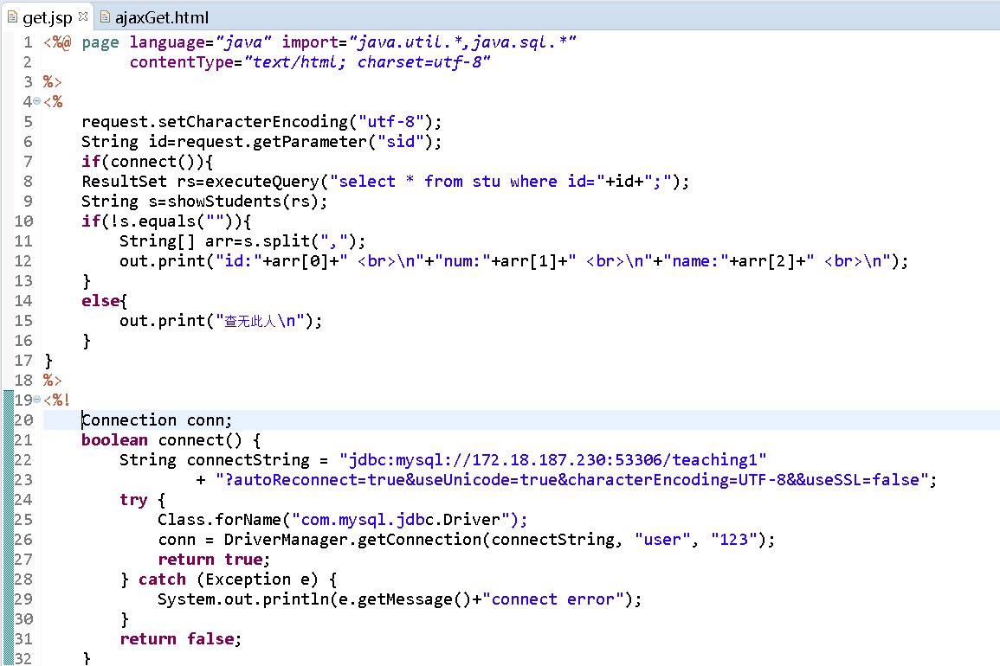 get.jsp ajaxGet.html
1 <%@ page language="java" import="java.util.*,java.sql.*"
2 contentType="text/html; charset=utf-8"
3 %>
4 <%
5 request.setCharacterEncoding("utf-8");
6 String id=request.getParameter("sid");
7 if(connect()){
8 ResultSet rs=executeQuery("select * from stu where id="+id+";");
9 String s=showStudents(rs);
10 if(!s.equals("")){
11 String[] arr=s.split(",");
12 out.print("id:"+arr[0]+" <br>\n"+"num:"+arr[1]+" <br>\n"+"name:"+arr[2]+" <br>\n");
13 }
14 else{
15 out.print("查无此人\n");
16 }
17 }
18 %>
19 <%!
20 Connection conn;
21 boolean connect() {
22 String connectString = "jdbc:mysql://172.18.187.230:53306/teaching1"
23 + "?autoReconnect=true&useUnicode=true&characterEncoding=UTF-8&&useSSL=false";
24 try {
25 Class.forName("com.mysql.jdbc.Driver");
26 conn = DriverManager.getConnection(connectString, "user", "123");
27 return true;
28 } catch (Exception e) {
29 System.out.println(e.getMessage()+"connect error");
30 }
31 return false;
32 }